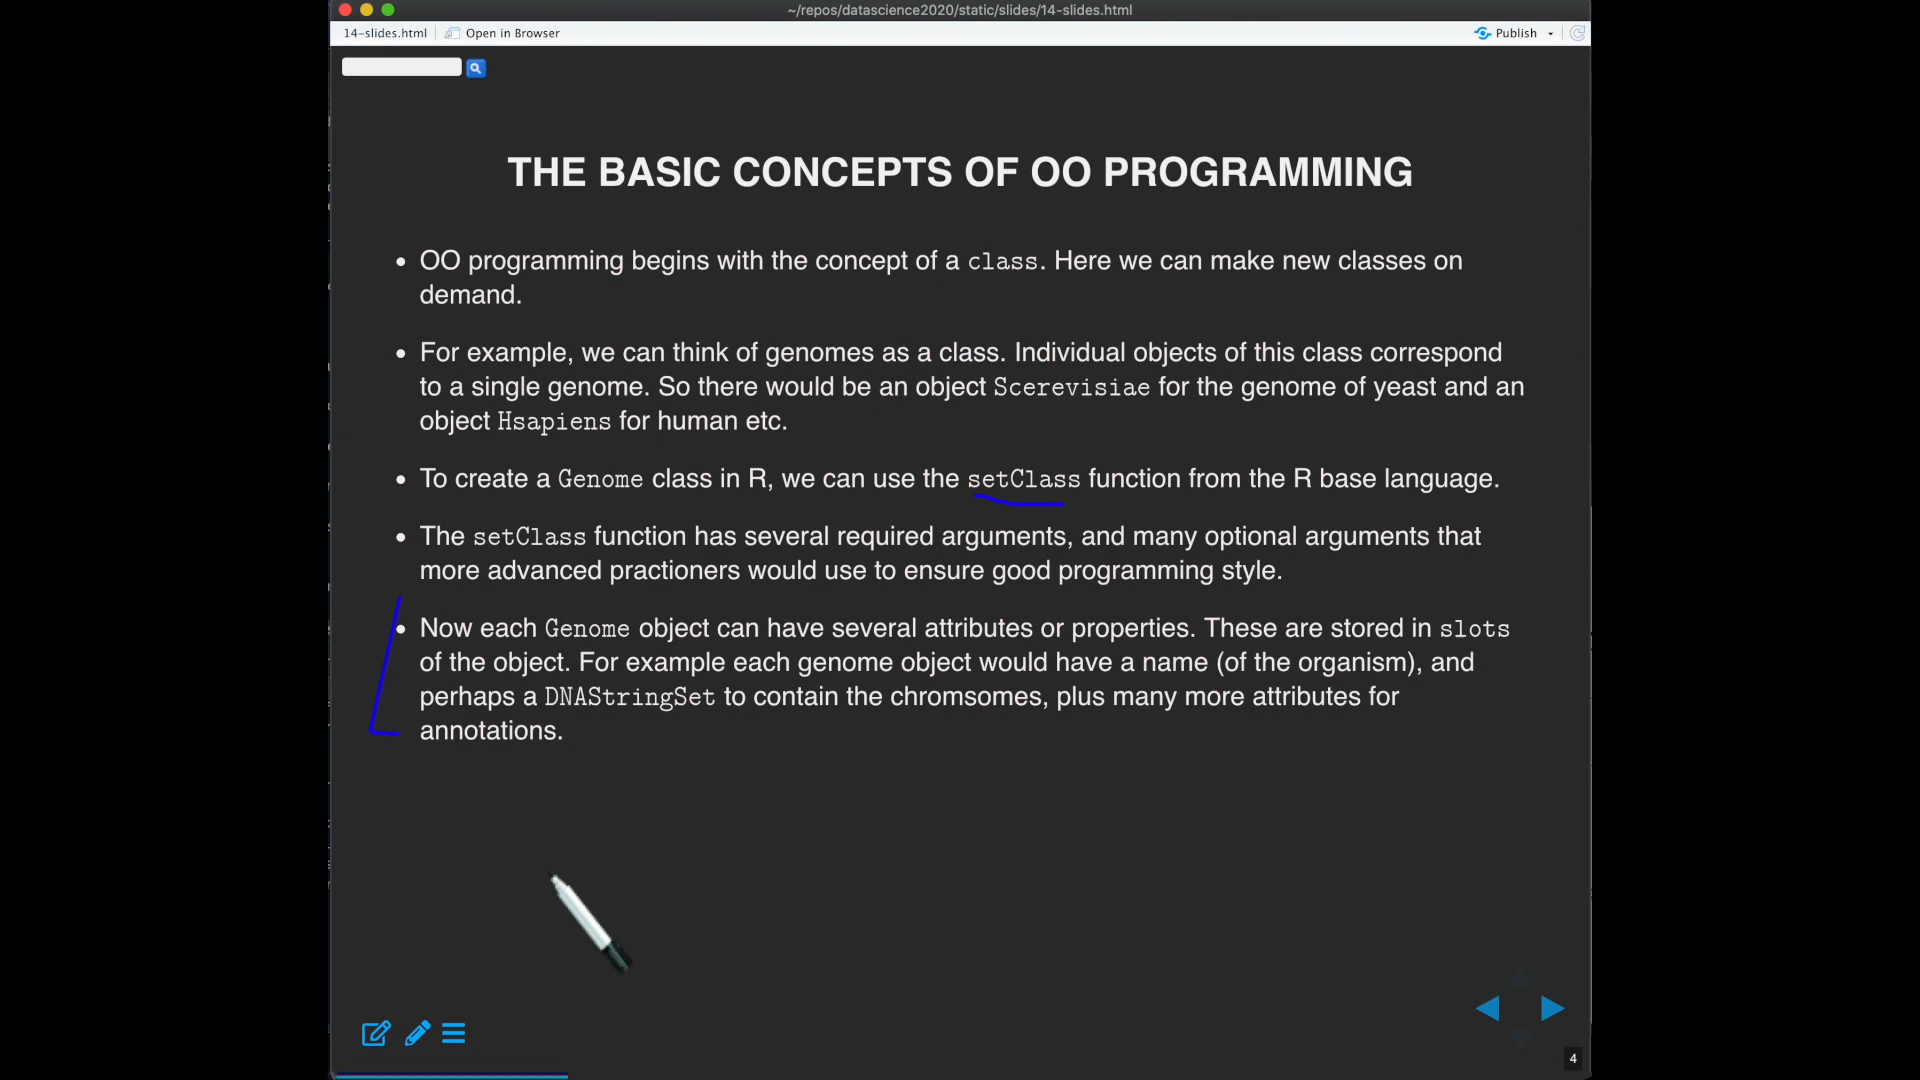 ~/repos/datascience2020/static/slides/14-slides.html
14-slides.html
Open in Browser
Publish
THE BASIC CONCEPTS OF OO PROGRAMMING
• OO programming begins with the concept of a class. Here we can make new classes on
demand.
• For example, we can think of genomes as a class. Individual objects of this class correspond
to a single genome. So there would be an object Scerevisiae for the genome of yeast and an
object Hsapiens for human etc.
• To create a Genome class in R, we can use the setClass function from the R base language.
• The setClass function has several required arguments, and many optional arguments that
more advanced practioners would use to ensure good programming style.
• Now each Genome object can have several attributes or properties. These are stored in slots
of the object. For example each genome object would have a name (of the organism), and
perhaps a DNAStringSet to contain the chromsomes, plus many more attributes for
annotations.
4